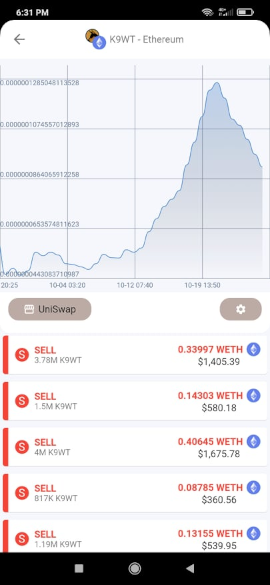 6:31 PM
K9WT - Ethereum
0.0000001285048113528
0.0000001074557012893
0.0000000864065912258
0.0000000653574811623
0.0000000443083710987
20:25 10-04 03:20 10-12 07:40 10-19 13:50
UniSwap
SELL 0.33997 WETH
3.78M K9WT $1,405.39
SELL 0.14303 WETH
1.5M K9WT $580.18
SELL 0.40645 WETH
4M K9WT $1,675.78
SELL 0.08785 WETH
817K K9WT $360.56
SELL 0.13155 WETH
1.19M K9WT $539.95